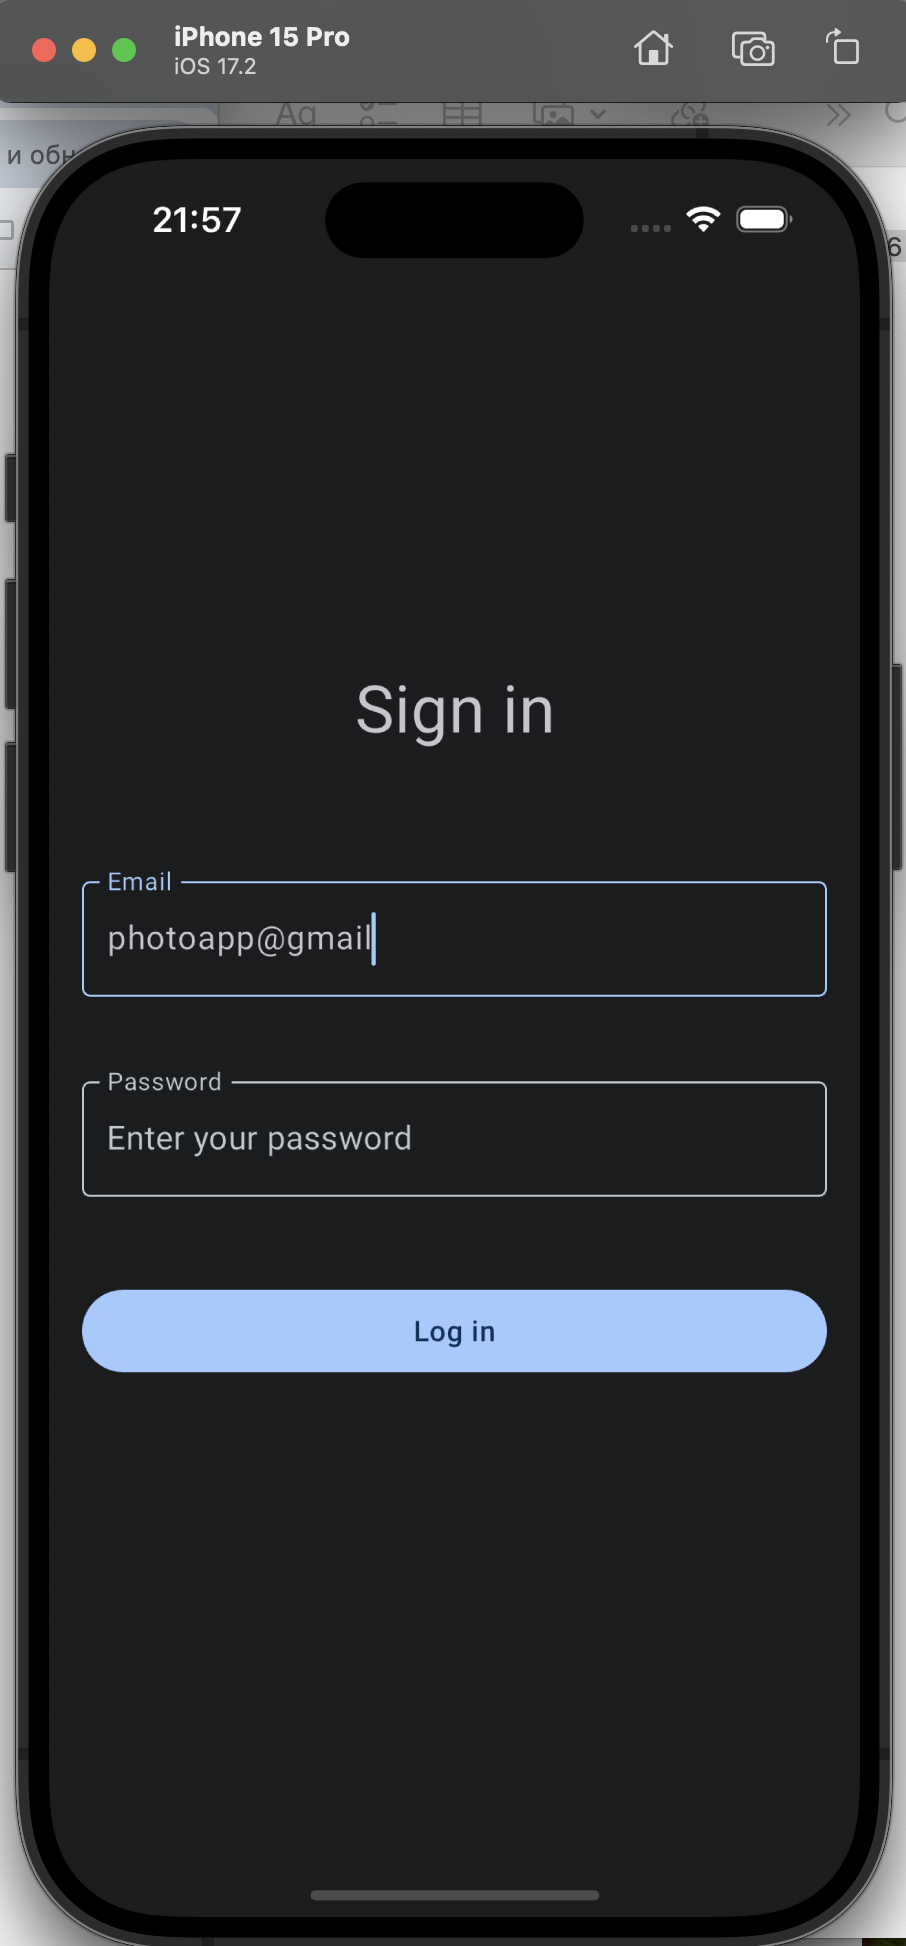 iPhone 15 Pro
iOS 17.2
Aa
и обн
6
21:57
Sign in
Email
photoapp@gmail
Password
Enter your password
Log in